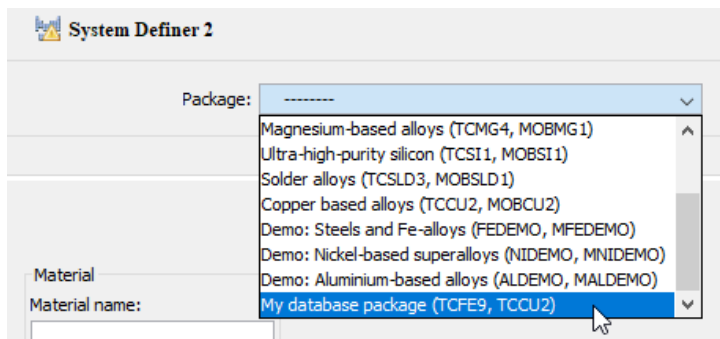 System Definer 2
Package: --------
Magnesium-based alloys (TCMG4, MOBMG1)
Ultra-high-purity silicon (TCSI1, MOBSI1)
Solder alloys (TCSLD3, MOBSLD1)
Copper based alloys (TCCU2, MOBCU2)
Demo: Steels and Fe-alloys (FEDEMO, MFEDEMO)
Demo: Nickel-based superalloys (NIDEMO, MNIDEMO)
Demo: Aluminium-based alloys (ALDEMO, MALDEMO)
My database package (TCFE9, TCCU2)
Material
Material name: